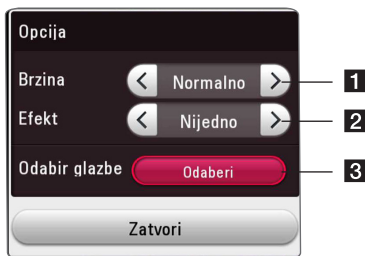 Opcija
Brzina < Normalno > 1
Efekt < Nijedno > 2
Odabir glazbe Odaberi 3
Zatvori